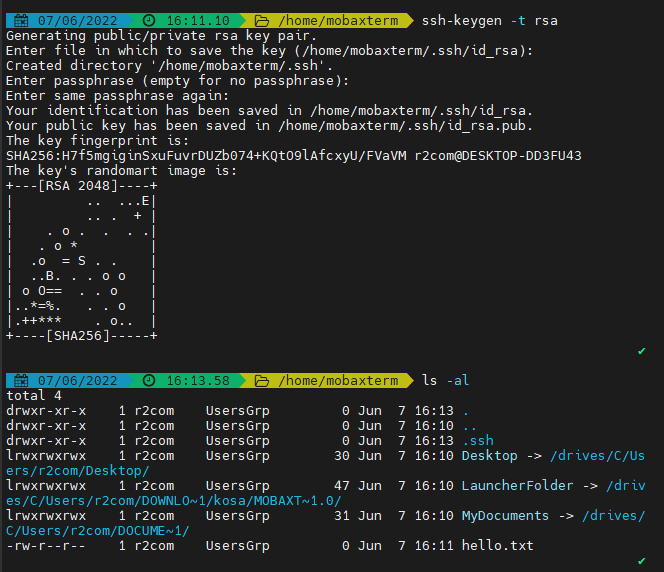 07/06/2022 16:11.10 /home/mobaxterm ssh-keygen -t rsa
Generating public/private rsa key pair.
Enter file in which to save the key (/home/mobaxterm/.ssh/id_rsa):
Created directory '/home/mobaxterm/.ssh'.
Enter passphrase (empty for no passphrase):
Enter same passphrase again:
Your identification has been saved in /home/mobaxterm/.ssh/id_rsa.
Your public key has been saved in /home/mobaxterm/.ssh/id_rsa.pub.
The key fingerprint is:
SHA256:H7f5mgiginSxuFuvrDUZb074+KQtO9lAfcxyU/FVaVM r2com@DESKTOP-DD3FU43
The key's randomart image is:
+---[RSA 2048]----+
|          ..  ...E|
|          .. .  + |
|     . o .  .  . .|
|    . o *         |
|   .o  = S . .    |
|   ..B. . . o o   |
| o O==  . . o     |
|..*=%.   . . o    |
|.++***    . o..   |
+----[SHA256]-----+
✔
07/06/2022 16:13.58 /home/mobaxterm ls -al
total 4
drwxr-xr-x    1 r2com    UsersGrp         0 Jun  7 16:13 .
drwxr-xr-x    1 r2com    UsersGrp         0 Jun  7 16:10 ..
drwxr-xr-x    1 r2com    UsersGrp         0 Jun  7 16:13 .ssh
lrwxrwxrwx    1 r2com    UsersGrp        30 Jun  7 16:10 Desktop -> /drives/C/Us
ers/r2com/Desktop/
lrwxrwxrwx    1 r2com    UsersGrp        47 Jun  7 16:10 LauncherFolder -> /driv
es/C/Users/r2com/DOWNLO~1/kosa/MOBAXT~1.0/
lrwxrwxrwx    1 r2com    UsersGrp        31 Jun  7 16:10 MyDocuments -> /drives/
C/Users/r2com/DOCUME~1/
-rw-r--r--    1 r2com    UsersGrp         0 Jun  7 16:11 hello.txt
✔